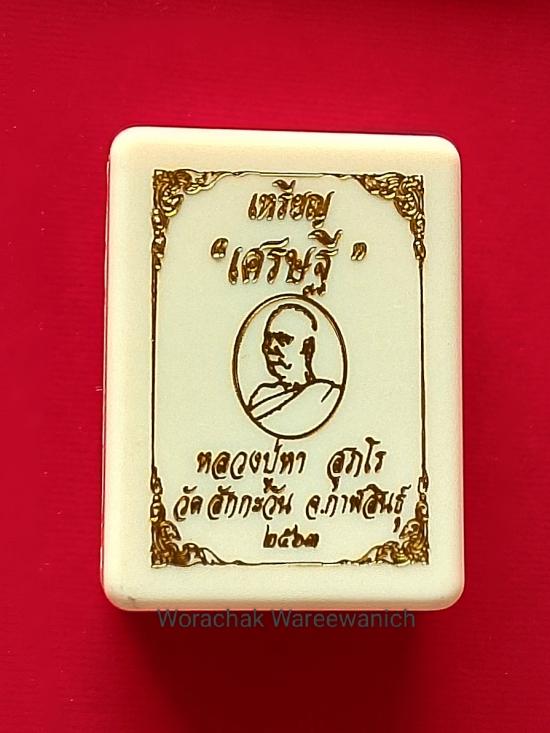 เหรียญ
"เศรษฐี"
หลวงปู่หา สุภโร
วัดสักกะวัน จ.กาฬสินธุ์
๒๕๖๓
Worachak Wareewanich